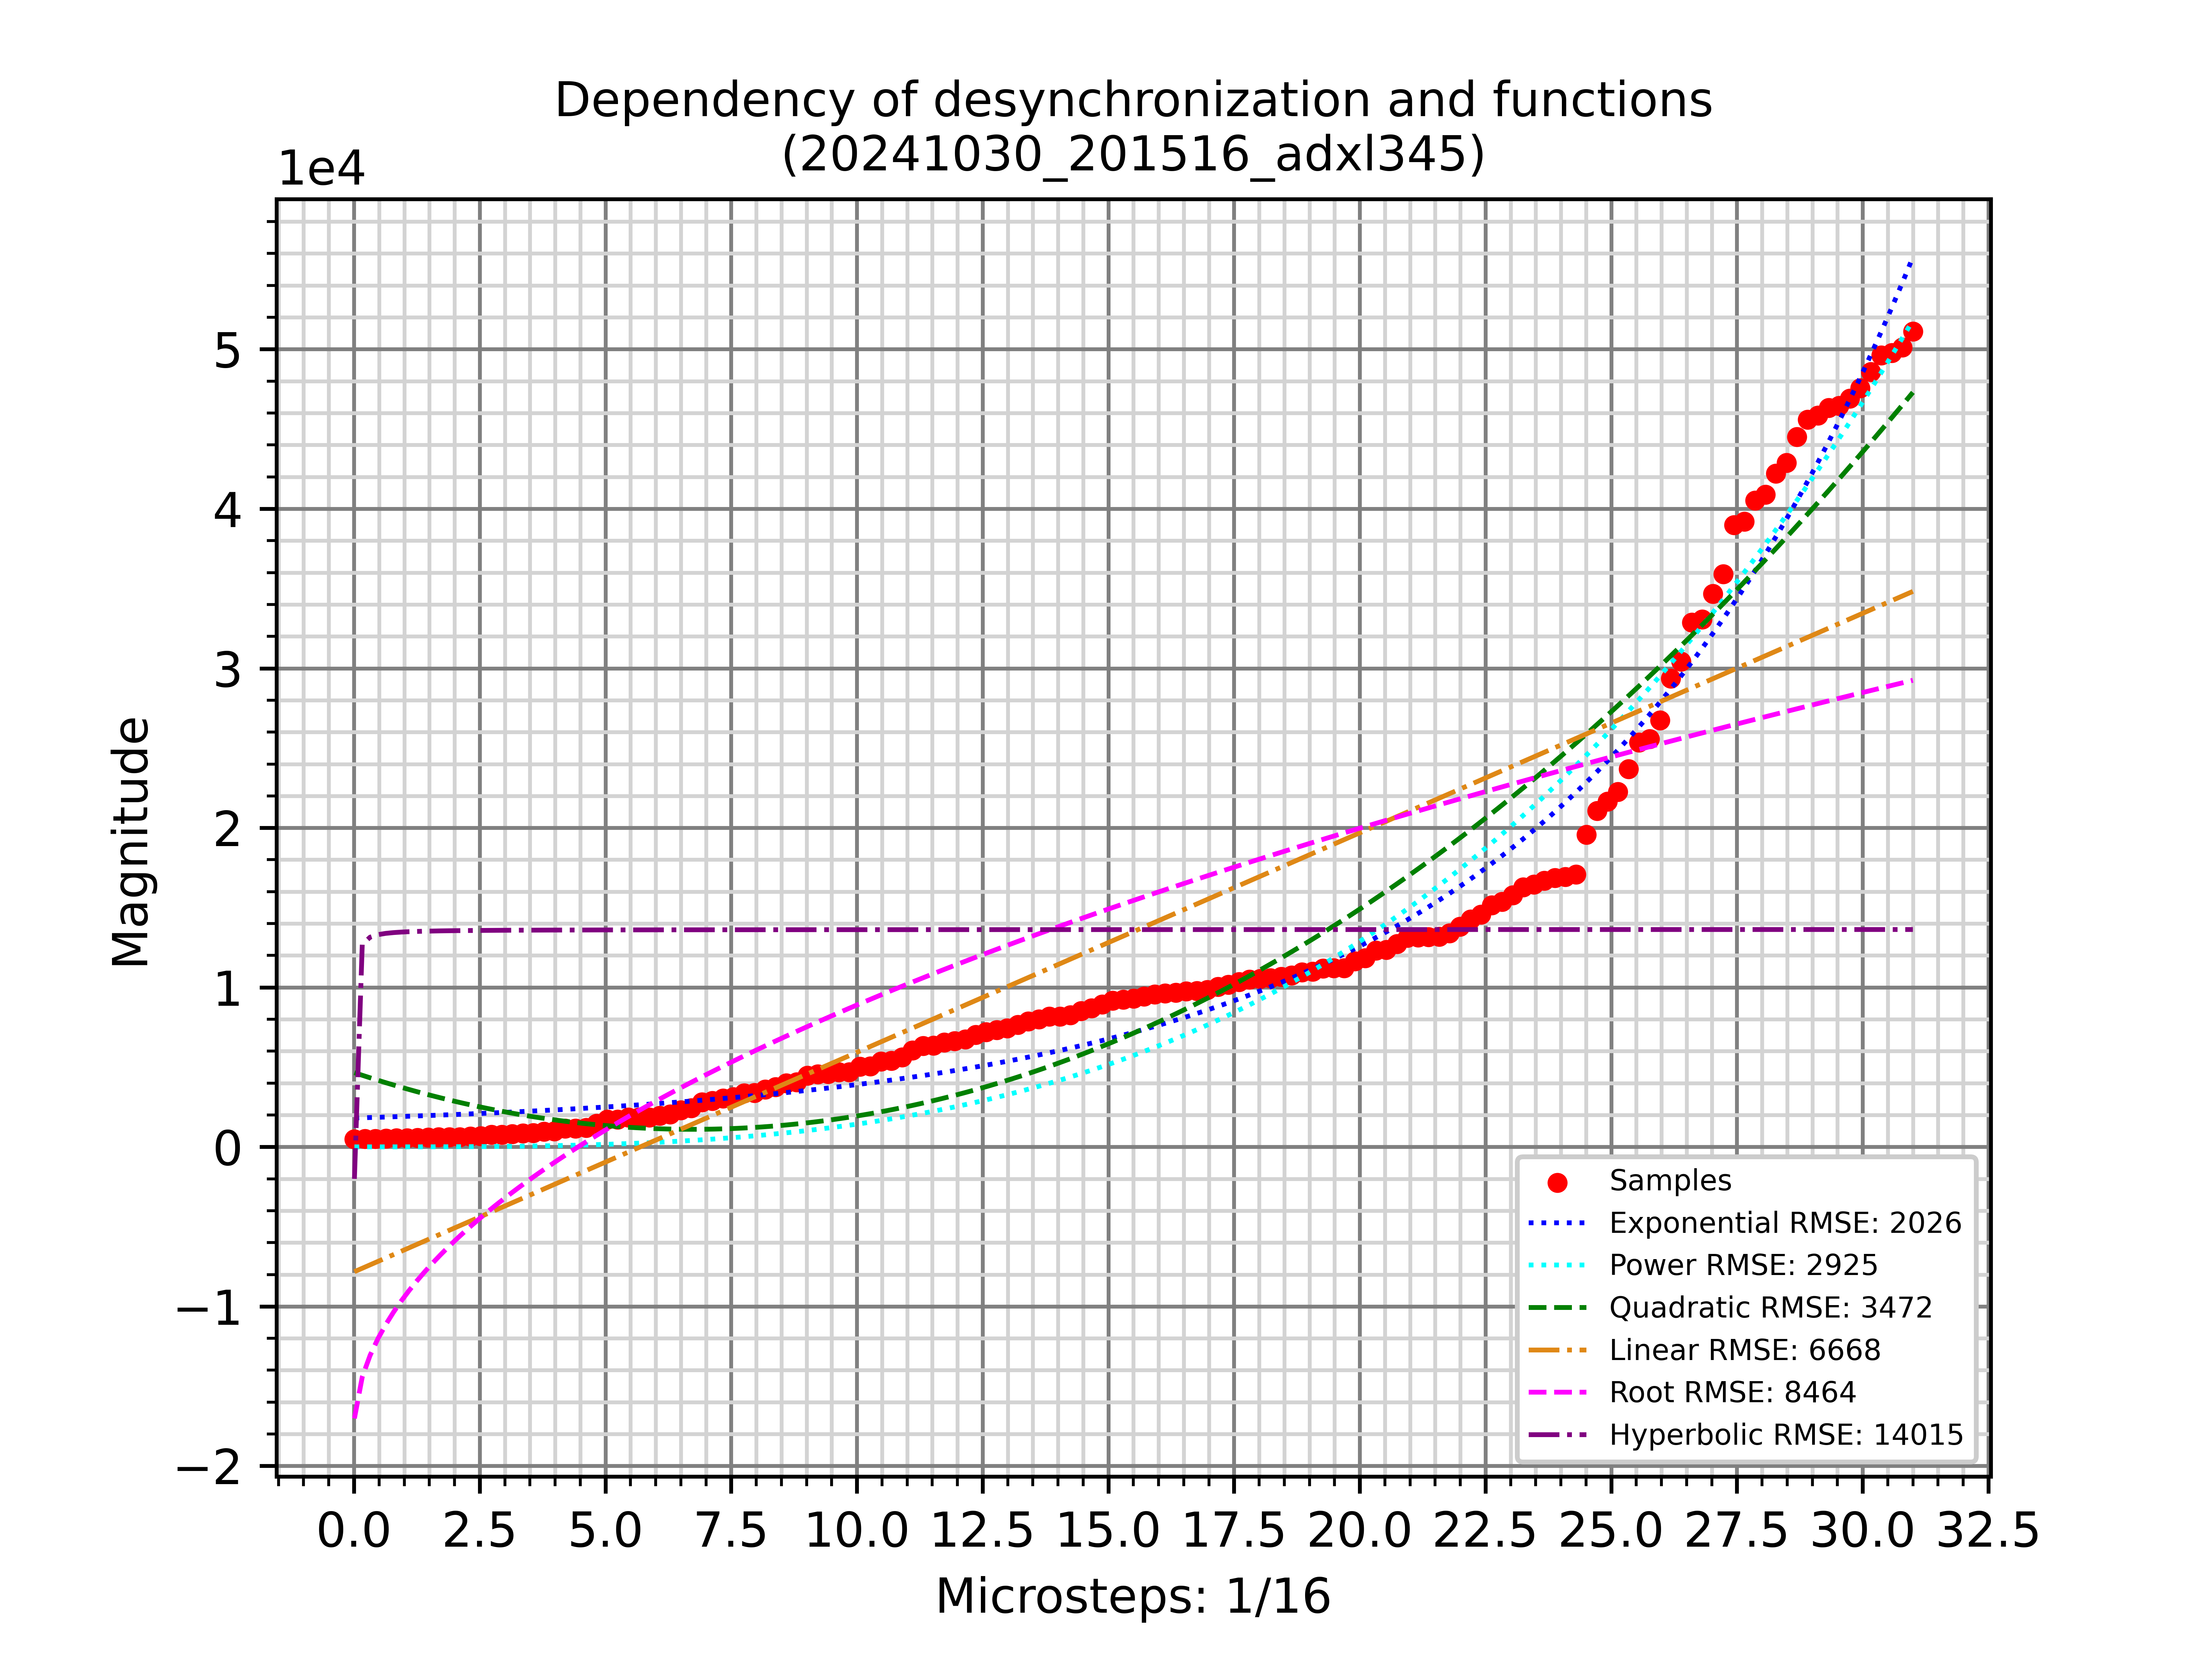 Dependency of desynchronization and functions
(20241030_201516_adxl345)
1e4
5
4
3
2
1
0
−1
−2
Magnitude
Samples
Exponential RMSE: 2026
Power RMSE: 2925
Quadratic RMSE: 3472
Linear RMSE: 6668
Root RMSE: 8464
Hyperbolic RMSE: 14015
0.0 2.5 5.0 7.5 10.0 12.5 15.0 17.5 20.0 22.5 25.0 27.5 30.0 32.5
Microsteps: 1/16